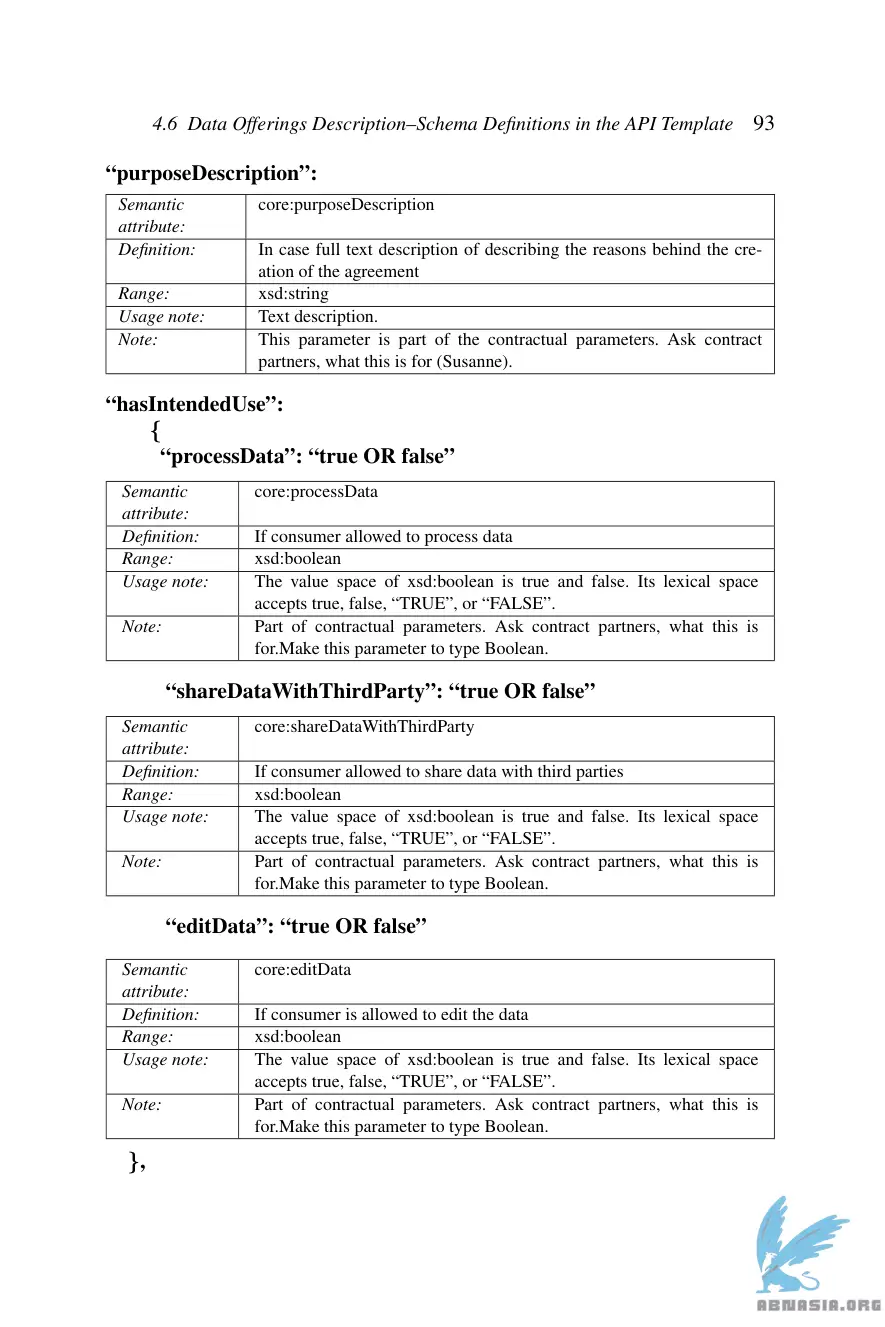 4.6 Data Offerings Description–Schema Definitions in the API Template 93
“purposeDescription”:
Semantic attribute: core:purposeDescription
Definition: In case full text description of describing the reasons behind the cre-
ation of the agreement
Range: xsd:string
Usage note: Text description.
Note: This parameter is part of the contractual parameters. Ask contract
partners, what this is for (Susanne).
“hasIntendedUse”:
{
“processData”: “true OR false”
Semantic attribute: core:processData
Definition: If consumer allowed to process data
Range: xsd:boolean
Usage note: The value space of xsd:boolean is true and false. Its lexical space
accepts true, false, “TRUE”, or “FALSE”.
Note: Part of contractual parameters. Ask contract partners, what this is
for.Make this parameter to type Boolean.
“shareDataWithThirdParty”: “true OR false”
Semantic attribute: core:shareDataWithThirdParty
Definition: If consumer allowed to share data with third parties
Range: xsd:boolean
Usage note: The value space of xsd:boolean is true and false. Its lexical space
accepts true, false, “TRUE”, or “FALSE”.
Note: Part of contractual parameters. Ask contract partners, what this is
for.Make this parameter to type Boolean.
“editData”: “true OR false”
Semantic attribute: core:editData
Definition: If consumer is allowed to edit the data
Range: xsd:boolean
Usage note: The value space of xsd:boolean is true and false. Its lexical space
accepts true, false, “TRUE”, or “FALSE”.
Note: Part of contractual parameters. Ask contract partners, what this is
for.Make this parameter to type Boolean.
},
ABNASIA.ORG